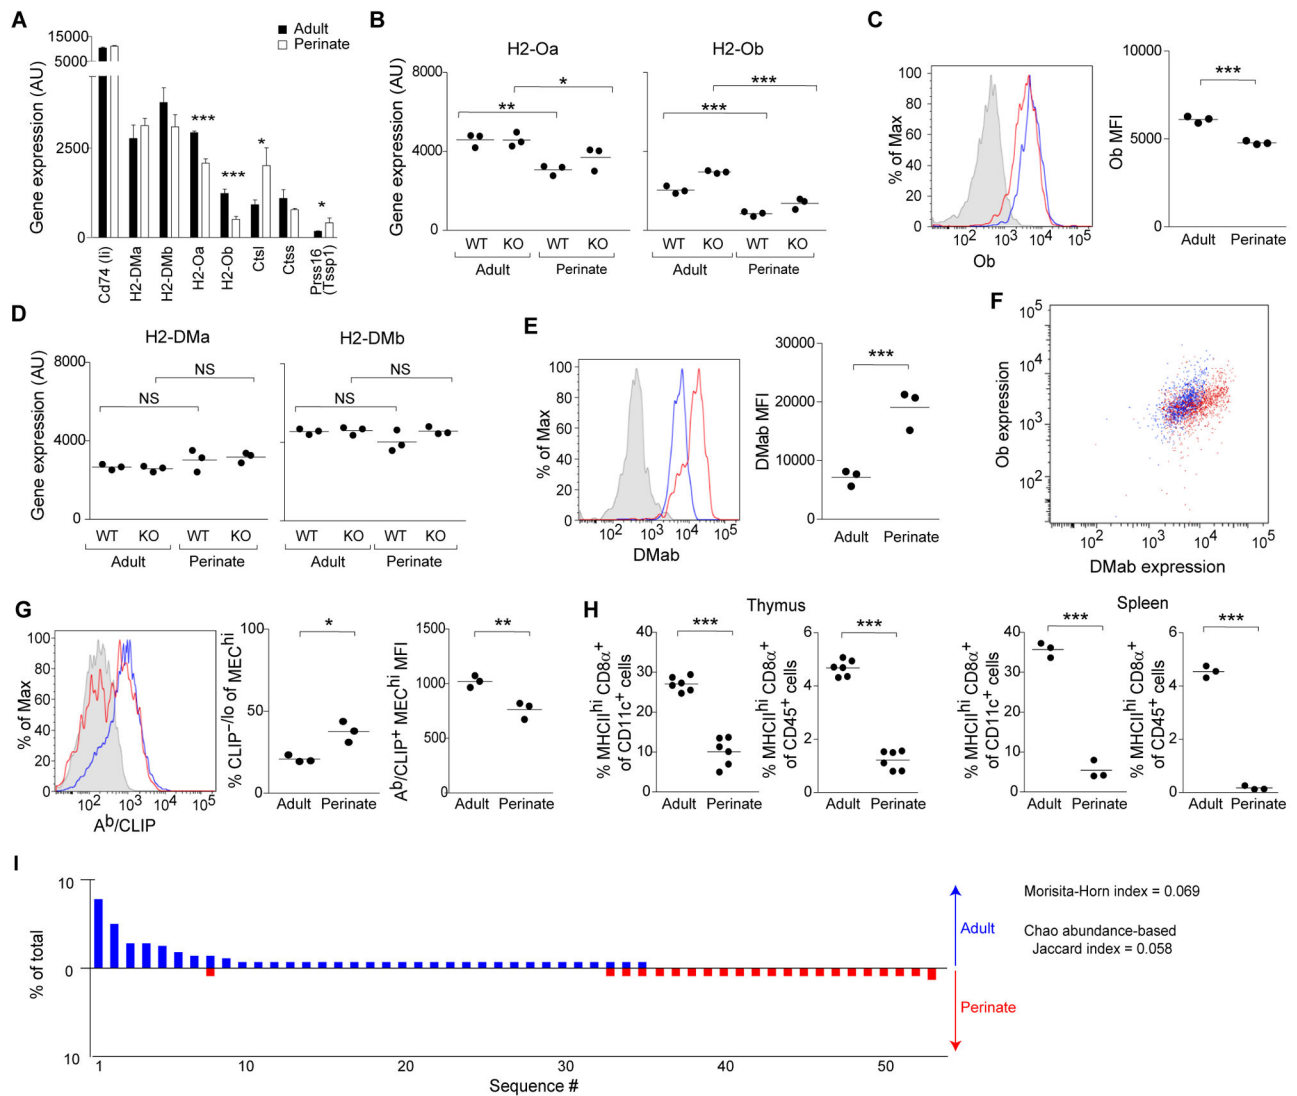 A
15000
5000
2500
0
Gene expression (AU)
Adult
Perinate
***
***
*
*
Cd74 (Ii)
H2-DMa
H2-DMb
H2-Oa
H2-Ob
Ctsl
Ctss
Prss16
(Tssp1)
B
H2-Oa
H2-Ob
8000
4000
0
Gene expression (AU)
*
**
***
***
WT KO WT KO
Adult Perinate
WT KO WT KO
Adult Perinate
C
100
80
60
40
20
0
% of Max
10² 10³ 10⁴ 10⁵
Ob
10000
5000
0
Ob MFI
***
Adult Perinate
D
H2-DMa
H2-DMb
8000
4000
0
Gene expression (AU)
NS
NS
NS
NS
WT KO WT KO
Adult Perinate
WT KO WT KO
Adult Perinate
E
100
80
60
40
20
0
% of Max
10² 10³ 10⁴ 10⁵
DMab
30000
20000
10000
0
DMab MFI
***
Adult Perinate
F
10⁵
10⁴
10³
10²
Ob expression
10² 10³ 10⁴ 10⁵
DMab expression
G
100
80
60
40
20
0
% of Max
10² 10³ 10⁴ 10⁵
Aᵇ/CLIP
100
50
0
% CLIP⁻/lo of MEChi
*
Adult Perinate
1500
1000
500
0
Aᵇ/CLIP⁺ MEChi MFI
**
Adult Perinate
H
Thymus
Spleen
40
30
20
10
0
% MHCIIhi CD8α⁺
of CD11c⁺ cells
***
Adult Perinate
6
4
2
0
% MHCIIhi CD8α⁺
of CD45⁺ cells
***
Adult Perinate
40
30
20
10
0
% MHCIIhi CD8α⁺
of CD11c⁺ cells
***
Adult Perinate
6
4
2
0
% MHCIIhi CD8α⁺
of CD45⁺ cells
***
Adult Perinate
I
10
0
10
% of total
1 10 20 30 40 50
Sequence #
Adult
Perinate
Morisita-Horn index = 0.069
Chao abundance-based
Jaccard index = 0.058